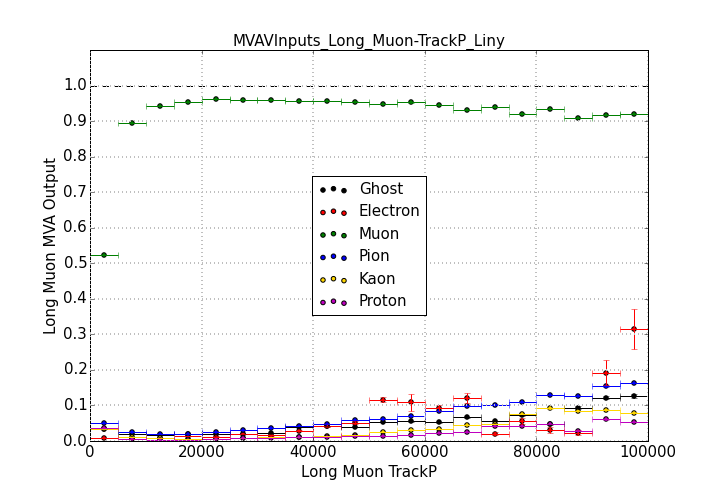 MVAVInputs_Long_Muon-TrackP_Liny
Long Muon MVA Output
1.0
0.9
0.8
0.7
0.6
0.5
0.4
0.3
0.2
0.1
0.0
Ghost
Electron
Muon
Pion
Kaon
Proton
0 20000 40000 60000 80000 100000
Long Muon TrackP